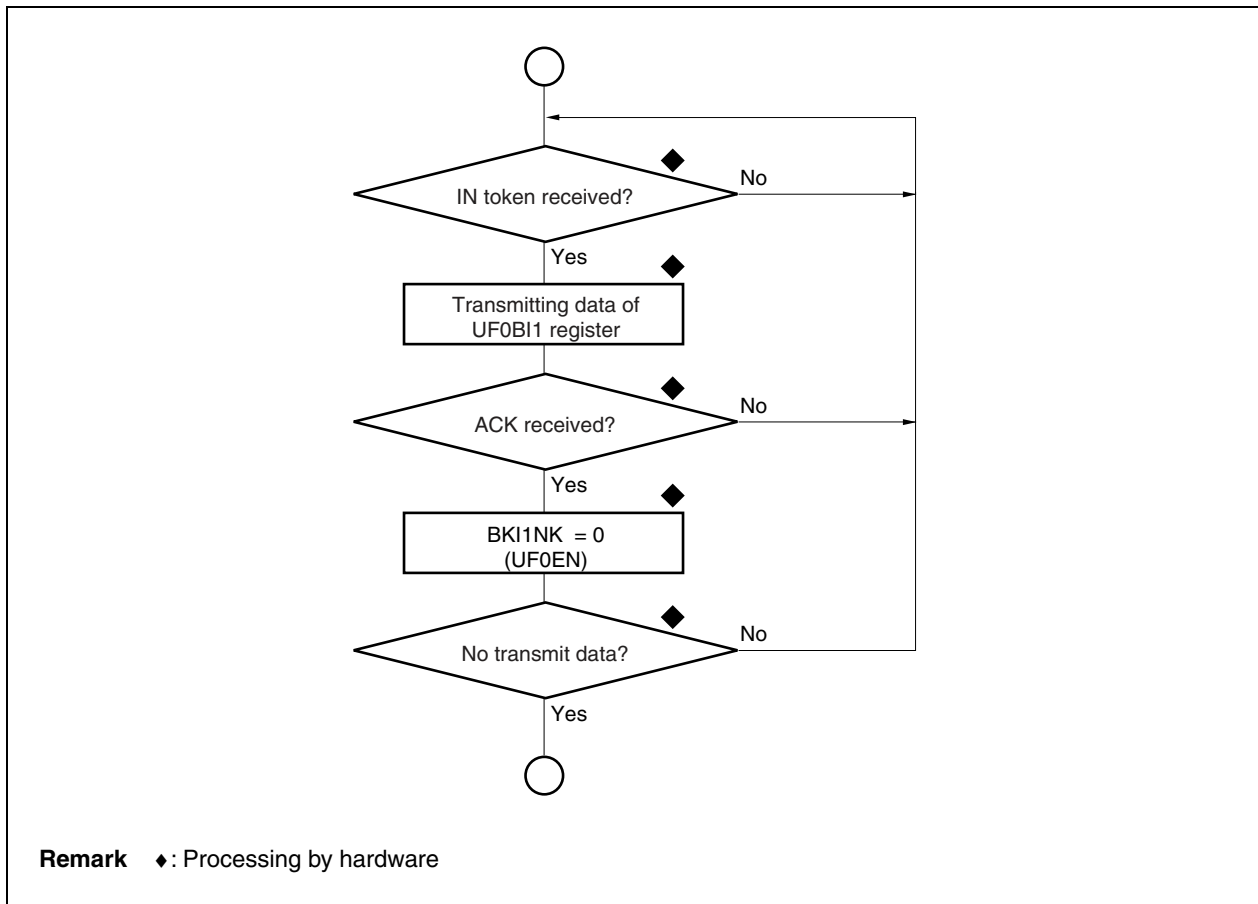 IN token received?
No
Yes
Transmitting data of
UF0BI1 register
ACK received?
No
Yes
BKI1NK = 0
(UF0EN)
No transmit data?
No
Yes
Remark ♦: Processing by hardware